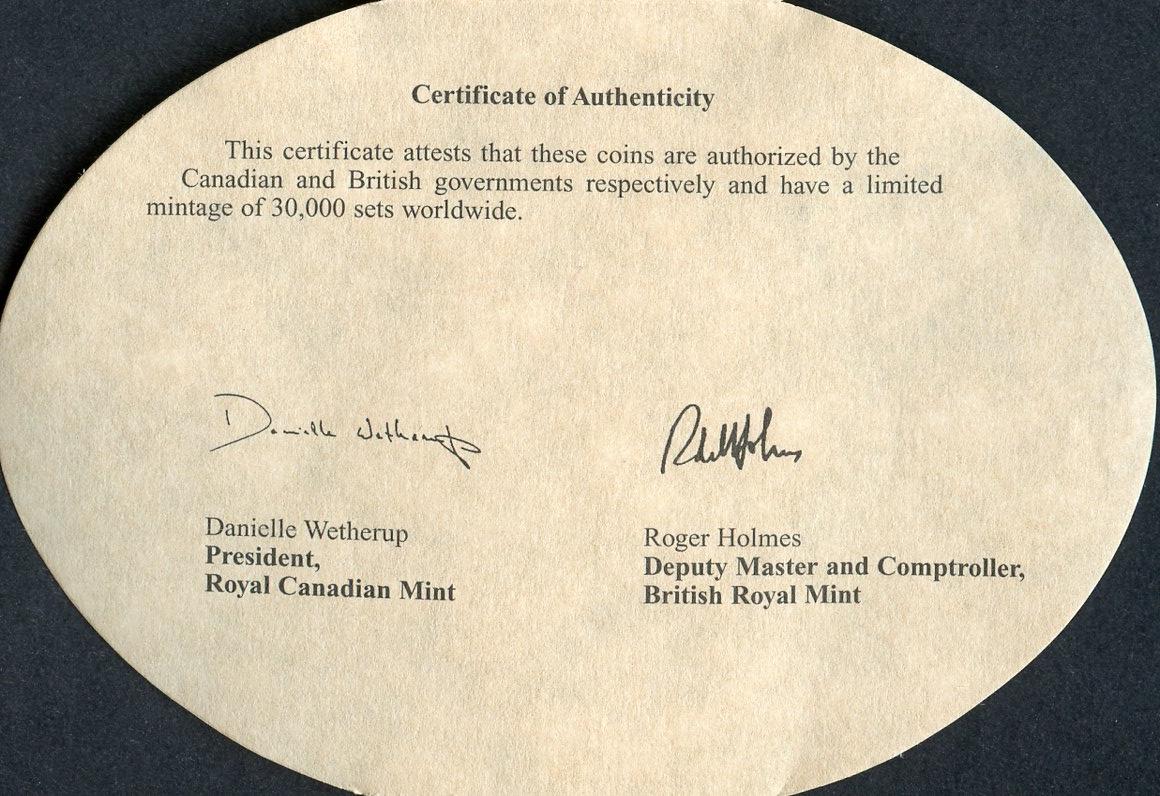 Certificate of Authenticity
This certificate attests that these coins are authorized by the
Canadian and British governments respectively and have a limited
mintage of 30,000 sets worldwide.
Danielle Wetherup
Danielle Wetherup
President,
Royal Canadian Mint
Roger Holmes
Deputy Master and Comptroller,
British Royal Mint